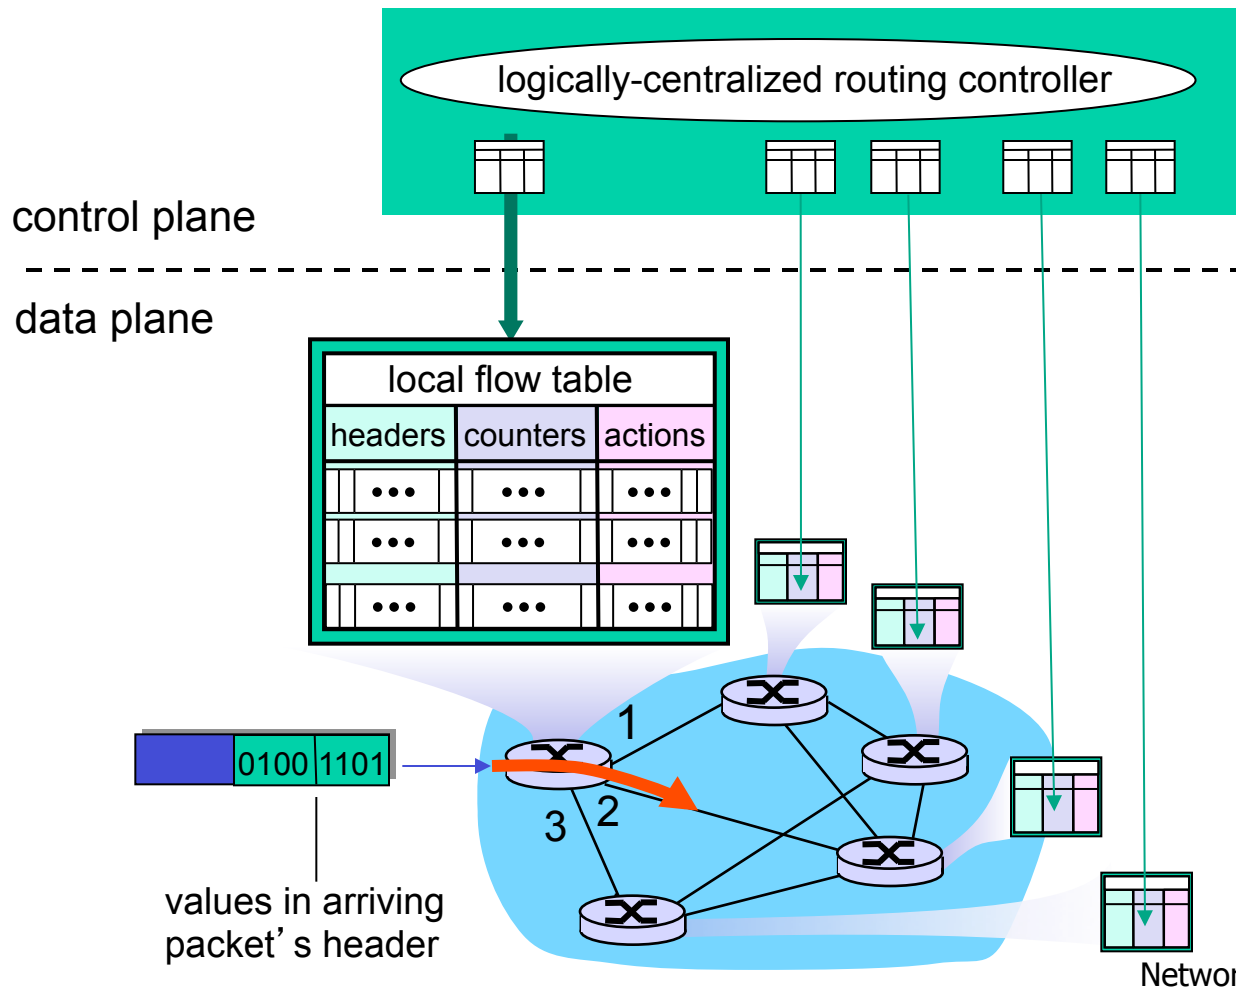 logically-centralized routing controller
control plane
data plane
local flow table
headers counters actions
1
2
3
0100 1101
values in arriving
packet’s header
Networ